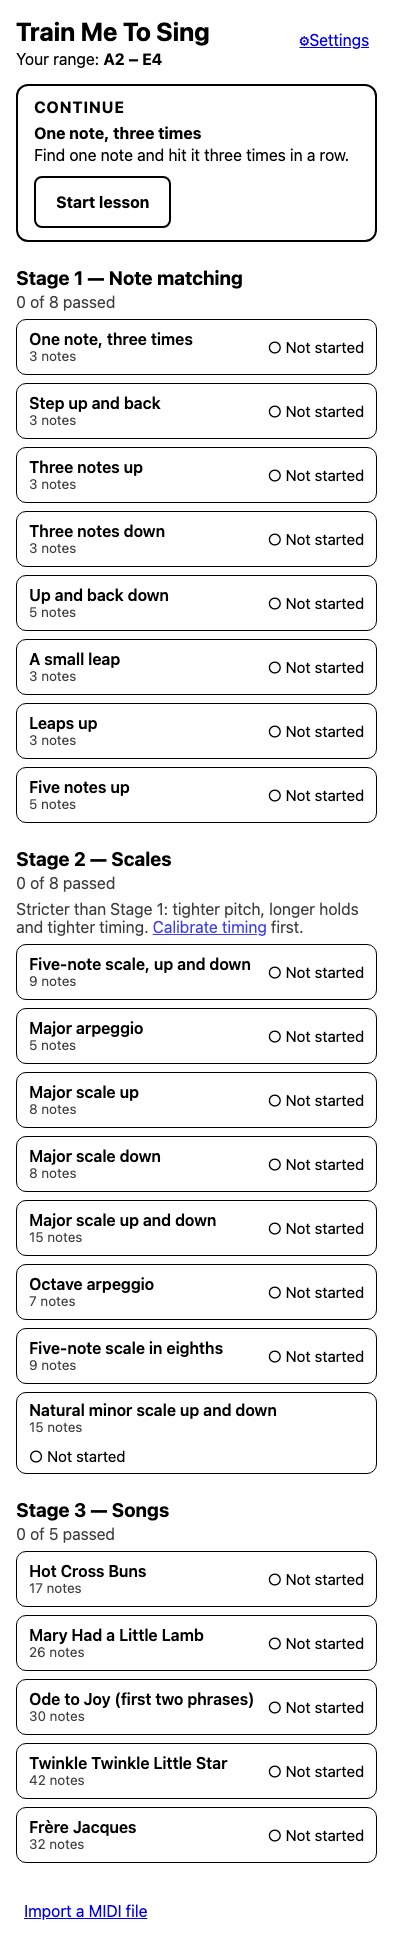 Train Me To Sing
⚙Settings
Your range: A2 – E4
CONTINUE
One note, three times
Find one note and hit it three times in a row.
Start lesson
Stage 1 — Note matching
0 of 8 passed
One note, three times
3 notes
Not started
Step up and back
3 notes
Not started
Three notes up
3 notes
Not started
Three notes down
3 notes
Not started
Up and back down
5 notes
Not started
A small leap
3 notes
Not started
Leaps up
3 notes
Not started
Five notes up
5 notes
Not started
Stage 2 — Scales
0 of 8 passed
Stricter than Stage 1: tighter pitch, longer holds
and tighter timing. Calibrate timing first.
Five-note scale, up and down
9 notes
Not started
Major arpeggio
5 notes
Not started
Major scale up
8 notes
Not started
Major scale down
8 notes
Not started
Major scale up and down
15 notes
Not started
Octave arpeggio
7 notes
Not started
Five-note scale in eighths
9 notes
Not started
Natural minor scale up and down
15 notes
Not started
Stage 3 — Songs
0 of 5 passed
Hot Cross Buns
17 notes
Not started
Mary Had a Little Lamb
26 notes
Not started
Ode to Joy (first two phrases)
30 notes
Not started
Twinkle Twinkle Little Star
42 notes
Not started
Frère Jacques
32 notes
Not started
Import a MIDI file